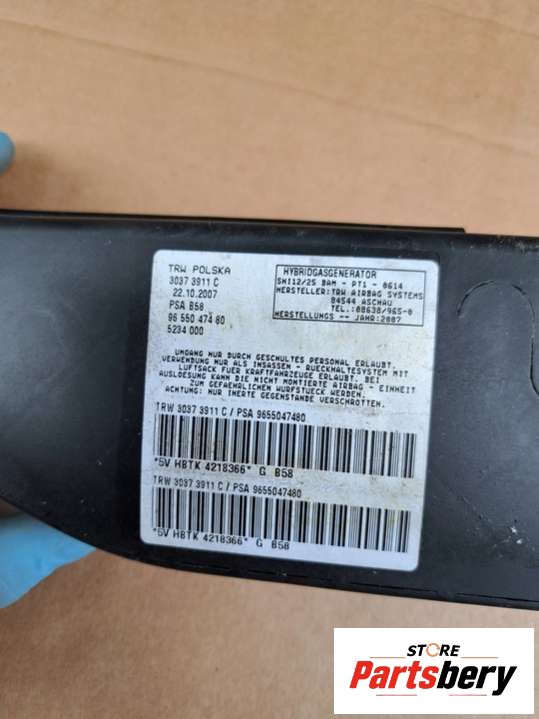 TRW POLSKA
3037 3911 C
22.10.2007
PSA B58
96 550 474 80
5234 000
HYBRIDGASGENERATOR
SHI12/25 BAM - PT1 - 0614
HERSTELLER:TRW AIRBAG SYSTEMS
84544 ASCHAU
TEL.:08638/965-0
HERSTELLUNGS -- JAHR:2007
UMGANG NUR DURCH GESCHULTES PERSONAL ERLAUBT.
VERWENDUNG NUR ALS INSASSEN - RUECKHALTESYSTEM MIT
LUFTSACK FUER KRAFTFAHRZEUGE ERLAUBT. BEI
AUSLOESUNG KANN DIE NICHT MONTIERTE AIRBAG - EINHEIT
ZUM GEFAEHRLICHEN WURFSTUECK WERDEN.
ACHTUNG: NUR INERTE GEGENSTAENDE VERSCHROTTEN.
TRW 3037 3911 C / PSA 9655047480
*5V HBTK 4218366* G B58
TRW 3037 3911 C / PSA 9655047480
*5V HBTK 4218366* G B58
STORE
Partsbery